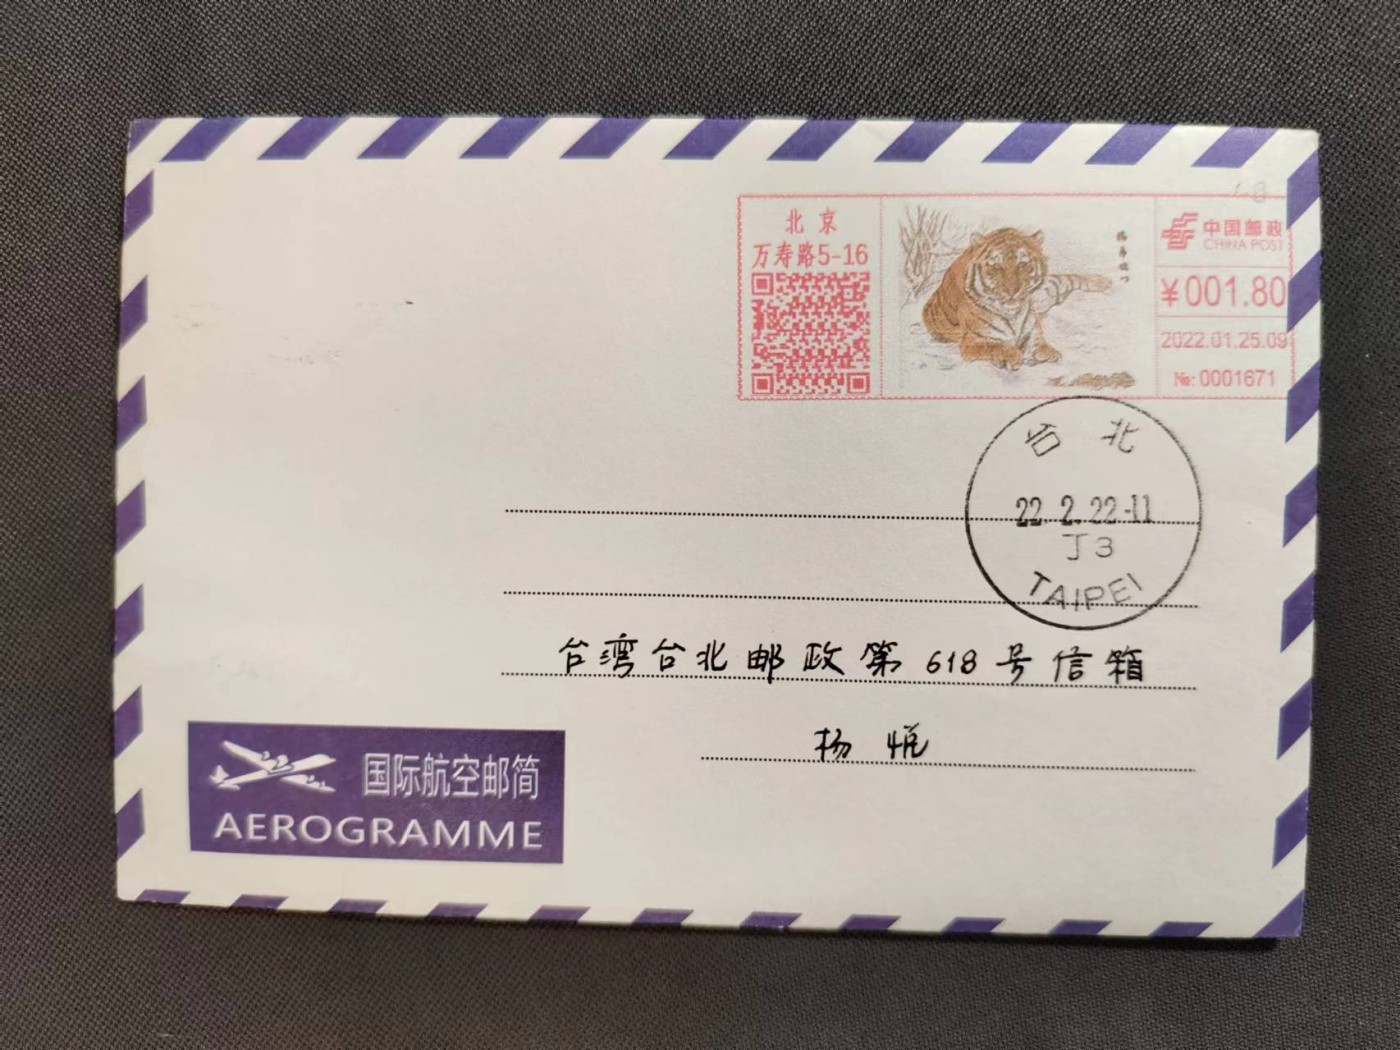 北京
万寿路5-16
中国邮政
CHINA POST
¥001.80
2022.01.25.09
№: 0001671
台北
22.2.22-11
丁3
TAIPEI
台湾台北邮政第618号信箱
杨悦
国际航空邮简
AEROGRAMME